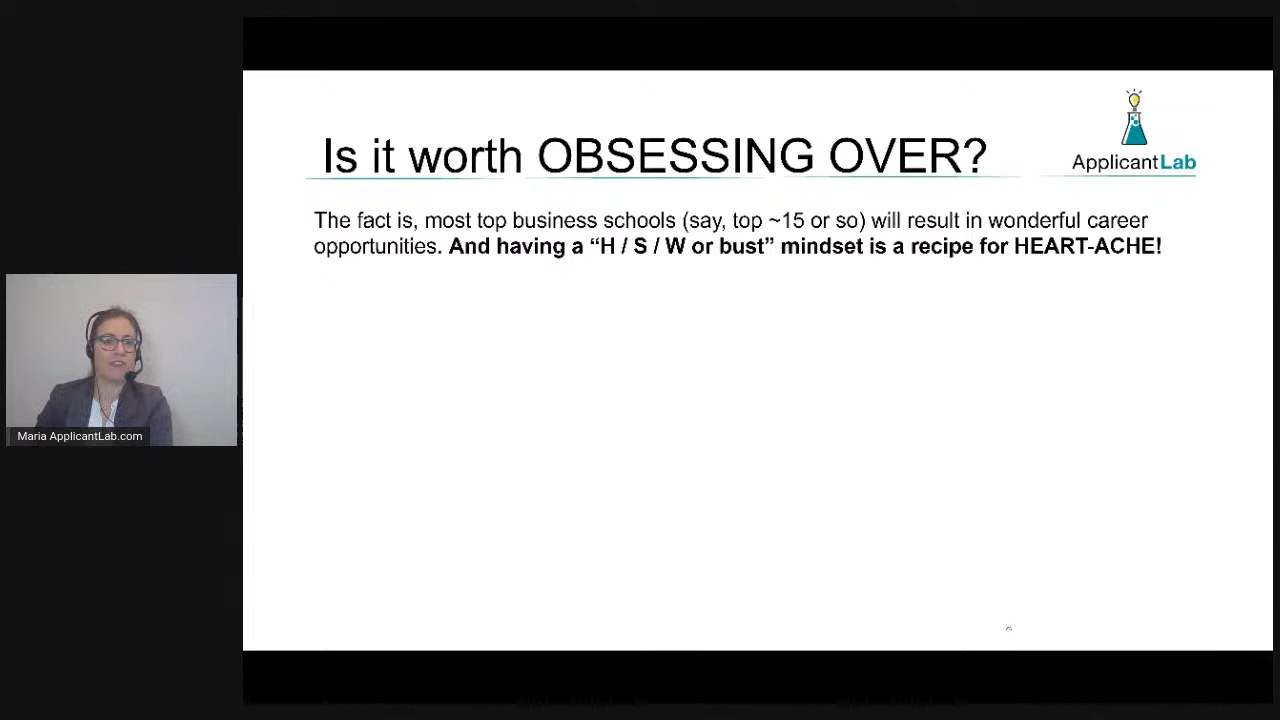 Is it worth OBSESSING OVER?
ApplicantLab
The fact is, most top business schools (say, top ~15 or so) will result in wonderful career
opportunities. And having a “H / S / W or bust” mindset is a recipe for HEART-ACHE!
Maria ApplicantLab.com